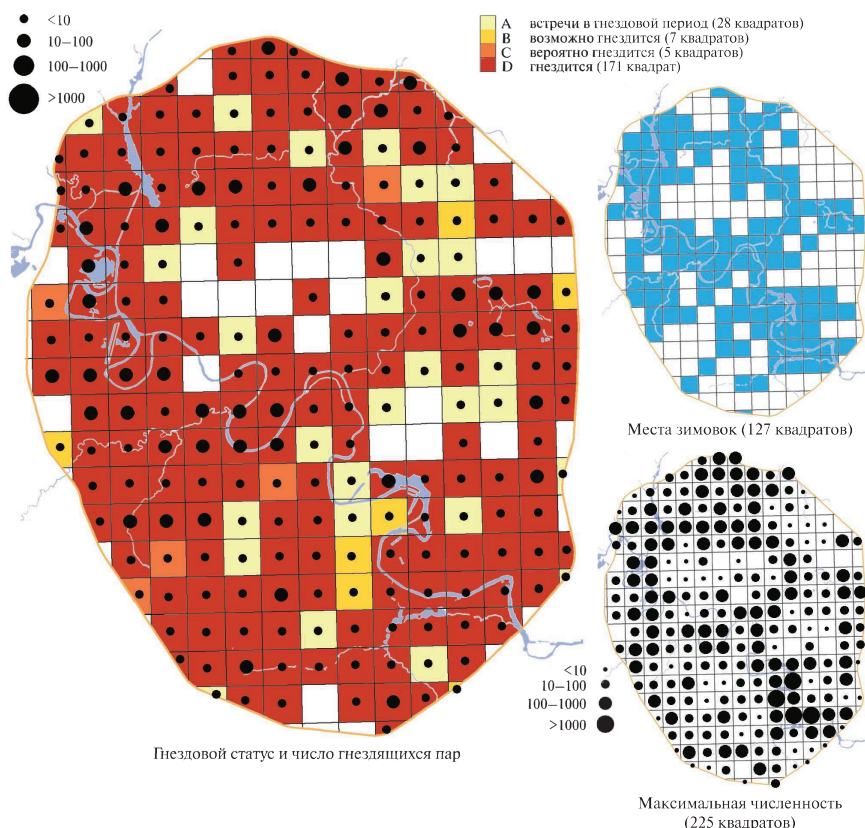 <10
10–100
100–1000
>1000
A встречи в гнездовой период (28 квадратов)
B возможно гнездится (7 квадратов)
C вероятно гнездится (5 квадратов)
D гнездится (171 квадрат)
Места зимовок (127 квадратов)
<10
10–100
100–1000
>1000
Гнездовой статус и число гнездящихся пар
Максимальная численность
(225 квадратов)